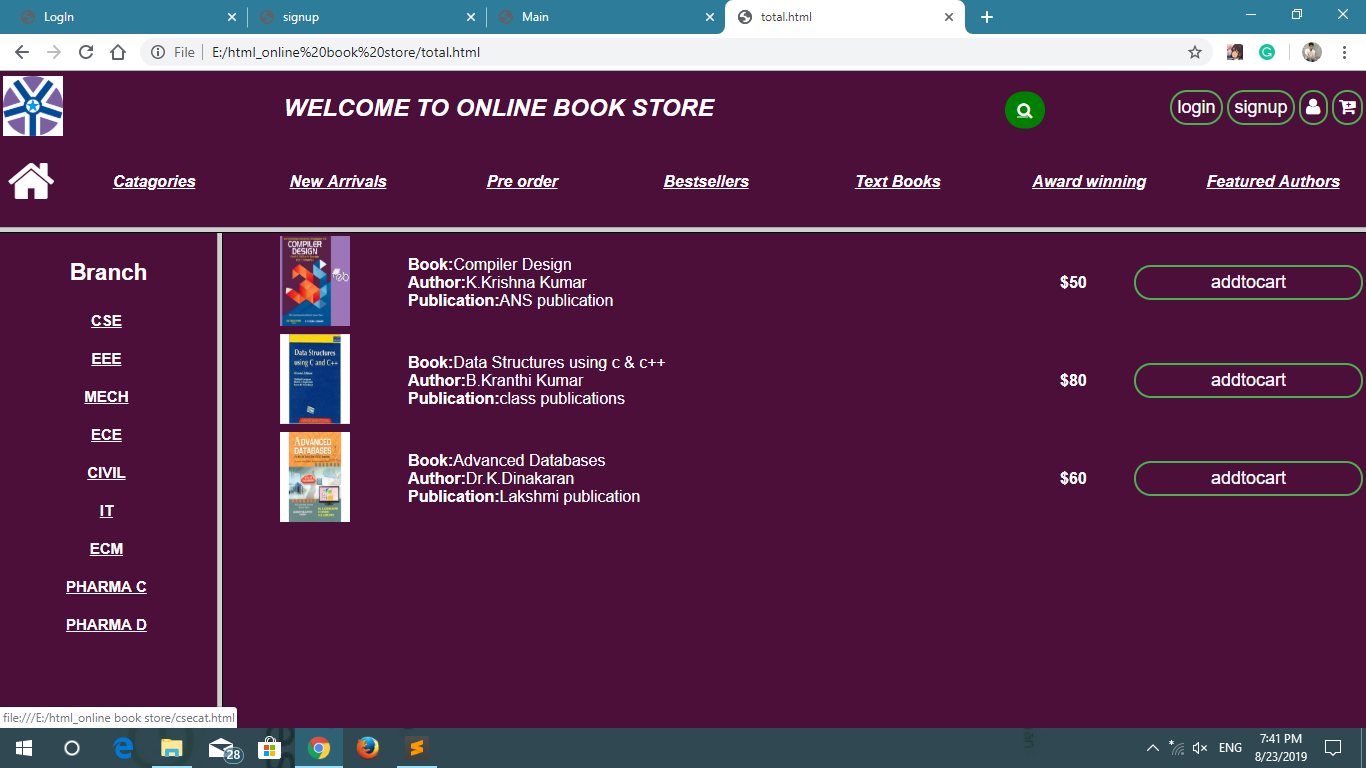 LogIn
signup
Main
total.html
File
E:/html_online%20book%20store/total.html
WELCOME TO ONLINE BOOK STORE
login
signup
Catagories
New Arrivals
Pre order
Bestsellers
Text Books
Award winning
Featured Authors
Branch
CSE
EEE
MECH
ECE
CIVIL
IT
ECM
PHARMA C
PHARMA D
COMPILER
DESIGN
Book:Compiler Design
Author:K.Krishna Kumar
Publication:ANS publication
$50
addtocart
Data Structures
using C and C++
Book:Data Structures using c & c++
Author:B.Kranthi Kumar
Publication:class publications
$80
addtocart
ADVANCED
DATABASES
Book:Advanced Databases
Author:Dr.K.Dinakaran
Publication:Lakshmi publication
$60
addtocart
file:///E:/html_online book store/csecat.html
28
ENG
7:41 PM
8/23/2019